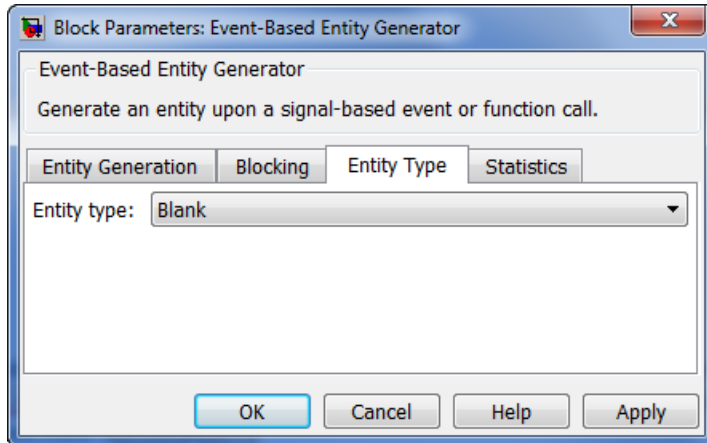 Block Parameters: Event-Based Entity Generator
Event-Based Entity Generator
Generate an entity upon a signal-based event or function call.
Entity Generation Blocking Entity Type Statistics
Entity type: Blank
OK Cancel Help Apply